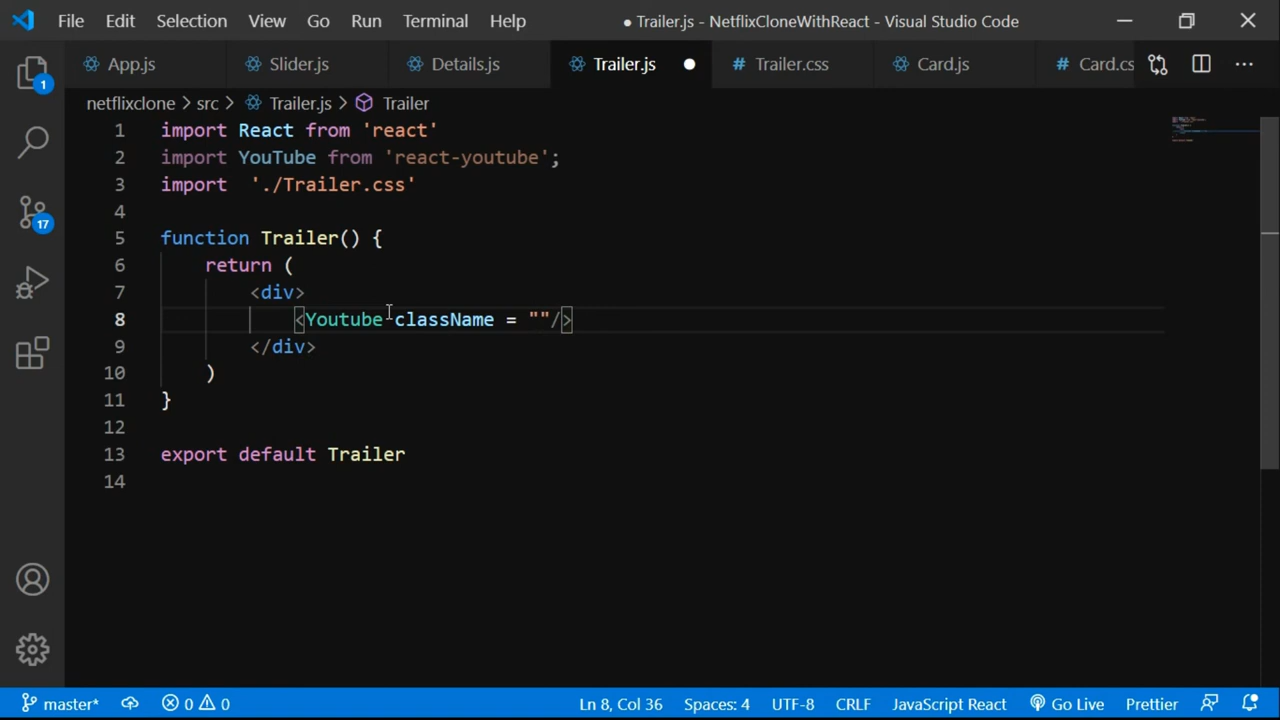 File Edit Selection View Go Run Terminal Help ● Trailer.js - NetflixCloneWithReact - Visual Studio Code
App.js Slider.js Details.js Trailer.js # Trailer.css Card.js # Card.cs
netflixclone > src > Trailer.js > Trailer
1 import React from 'react'
2 import YouTube from 'react-youtube';
3 import  './Trailer.css'
4
5 function Trailer() {
6     return (
7         <div>
8             <Youtube className = ""/>
9         </div>
10     )
11 }
12
13 export default Trailer
14
1
17
master* 0 0 Ln 8, Col 36 Spaces: 4 UTF-8 CRLF JavaScript React Go Live Prettier